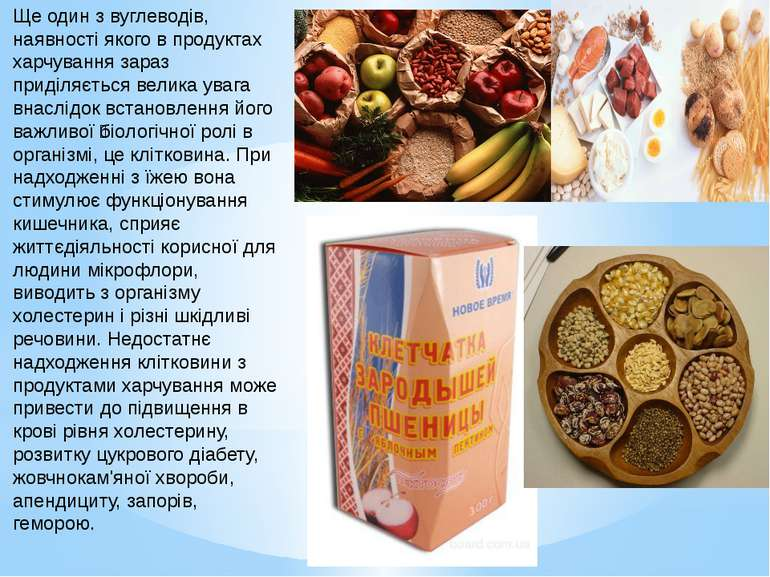 Ще один з вуглеводів,
наявності якого в продуктах
харчування зараз
приділяється велика увага
внаслідок встановлення його
важливої біологічної ролі в
організмі, це клітковина. При
надходженні з їжею вона
стимулює функціонування
кишечника, сприяє
життєдіяльності корисної для
людини мікрофлори,
виводить з організму
холестерин і різні шкідливі
речовини. Недостатнє
надходження клітковини з
продуктами харчування може
привести до підвищення в
крові рівня холестерину,
розвитку цукрового діабету,
жовчнокам'яної хвороби,
апендициту, запорів,
геморою.
НОВОЕ ВРЕМЯ
КЛЕТЧАТКА
ЗАРОДЫШЕЙ
ПШЕНИЦЫ
с яблочным пектином
300 г
board.com.ua